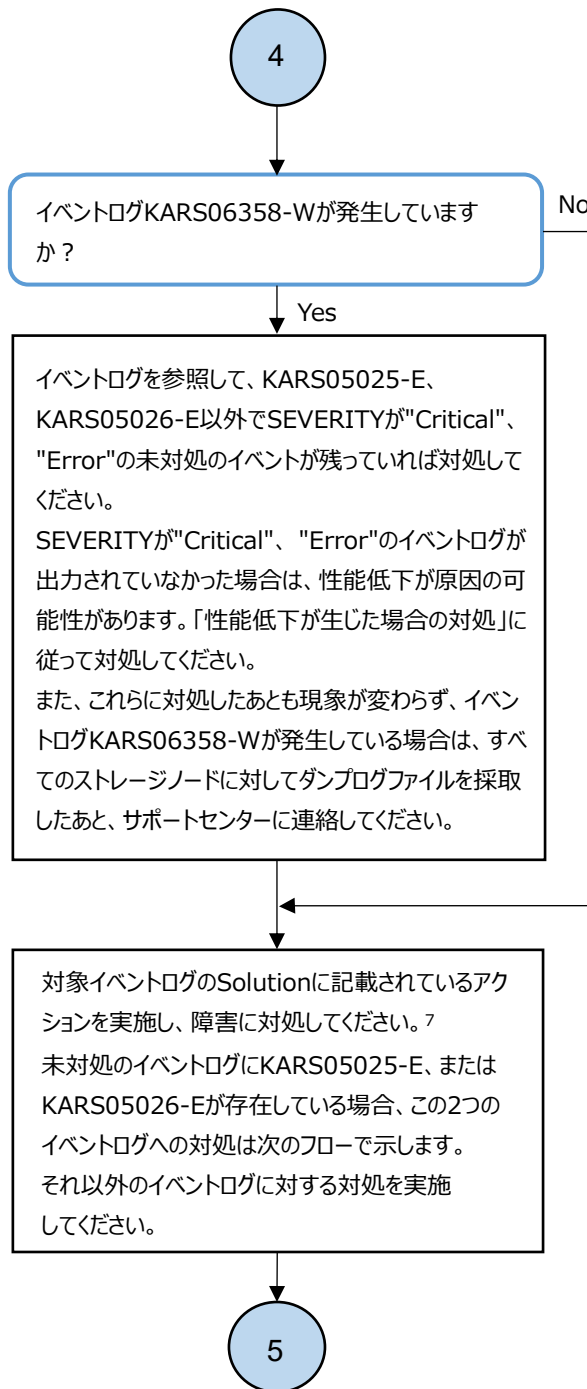 4
イベントログKARS06358-Wが発生しています
か？
No
Yes
イベントログを参照して、KARS05025-E、
KARS05026-E以外でSEVERITYが"Critical"、
"Error"の未対処のイベントが残っていれば対処して
ください。
SEVERITYが"Critical"、 "Error"のイベントログが
出力されていなかった場合は、性能低下が原因の可
能性があります。「性能低下が生じた場合の対処」に
従って対処してください。
また、これらに対処したあとも現象が変わらず、イベン
トログKARS06358-Wが発生している場合は、すべ
てのストレージノードに対してダンプログファイルを採取
したあと、サポートセンターに連絡してください。
対象イベントログのSolutionに記載されているアク
ションを実施し、障害に対処してください。7
未対処のイベントログにKARS05025-E、または
KARS05026-Eが存在している場合、この2つの
イベントログへの対処は次のフローで示します。
それ以外のイベントログに対する対処を実施
してください。
5